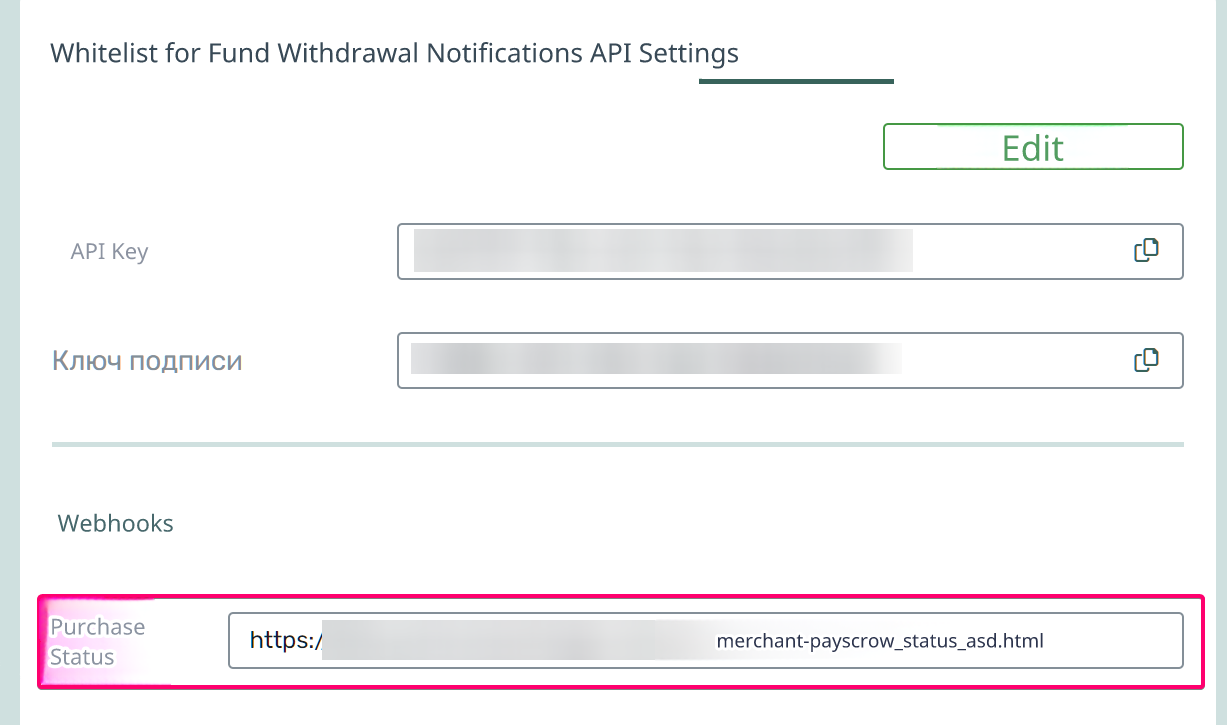 Whitelist for Fund Withdrawal Notifications API Settings
Edit
API Key
Ключ подписи
Webhooks
Purchase
Status
https:/
merchant-payscrow_status_asd.html